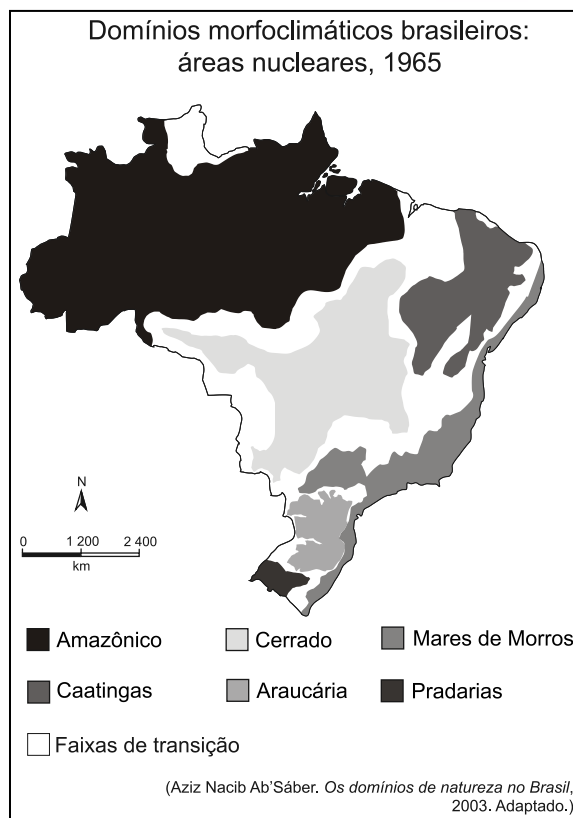 Domínios morfoclimáticos brasileiros:
áreas nucleares, 1965
N
0 1 200 2 400
km
Amazônico
Cerrado
Mares de Morros
Caatingas
Araucária
Pradarias
Faixas de transição
(Aziz Nacib Ab'Sáber. Os domínios de natureza no Brasil,
2003. Adaptado.)